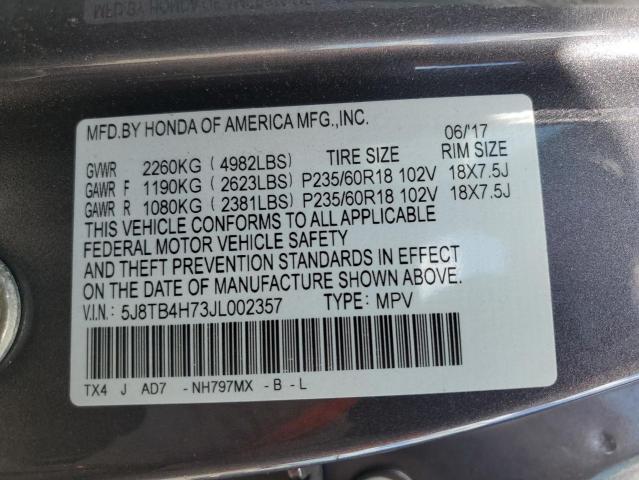 MFD.BY HONDA OF AMERICA MFG.,INC. 06/'17
GVWR 2260KG ( 4982LBS) TIRE SIZE RIM SIZE
GAWR F 1190KG ( 2623LBS) P235/60R18 102V 18X7.5J
GAWR R 1080KG ( 2381LBS) P235/60R18 102V 18X7.5J
THIS VEHICLE CONFORMS TO ALL APPLICABLE
FEDERAL MOTOR VEHICLE SAFETY
AND THEFT PREVENTION STANDARDS IN EFFECT
ON THE DATE OF MANUFACTURE SHOWN ABOVE.
V.I.N.: 5J8TB4H73JL002357 TYPE: MPV
TX4 J AD7 -NH797MX -B -L